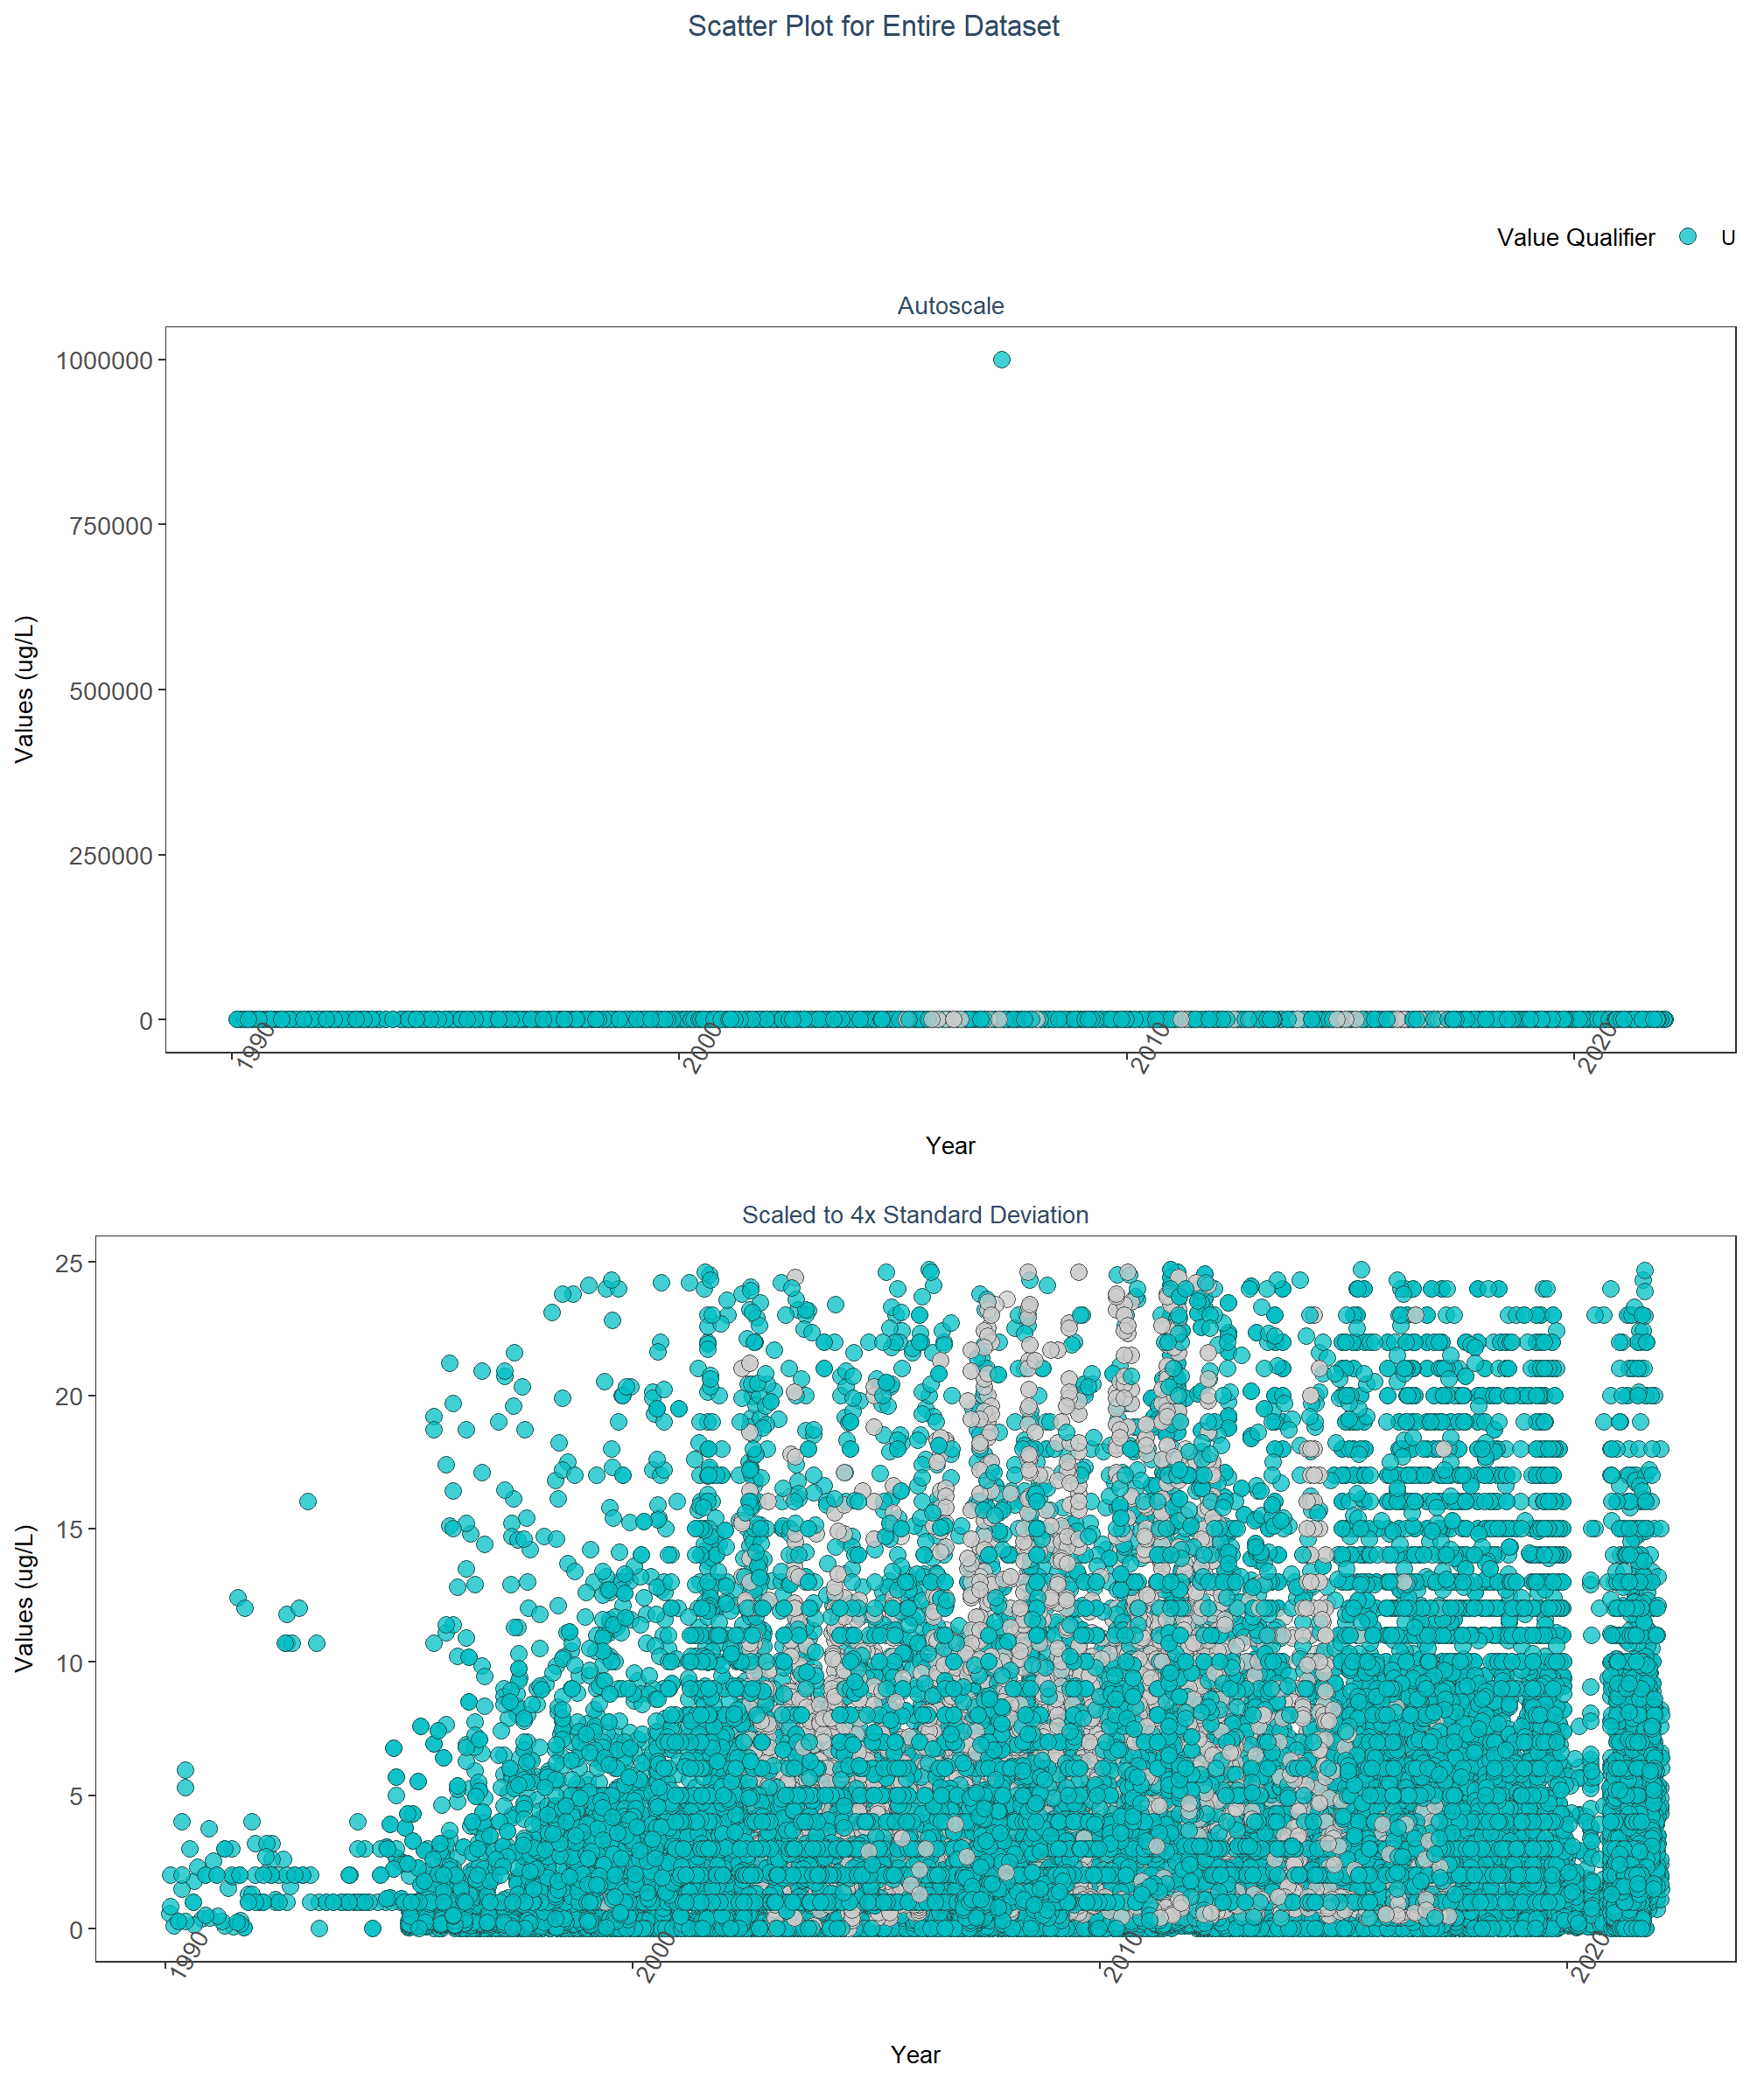 Scatter Plot for Entire Dataset
Value Qualifier U
Autoscale
1000000
750000
500000
250000
0
Values (ug/L)
1990 2000 2010 2020
Year
Scaled to 4x Standard Deviation
25
20
15
10
5
0
Values (ug/L)
1990 2000 2010 2020
Year